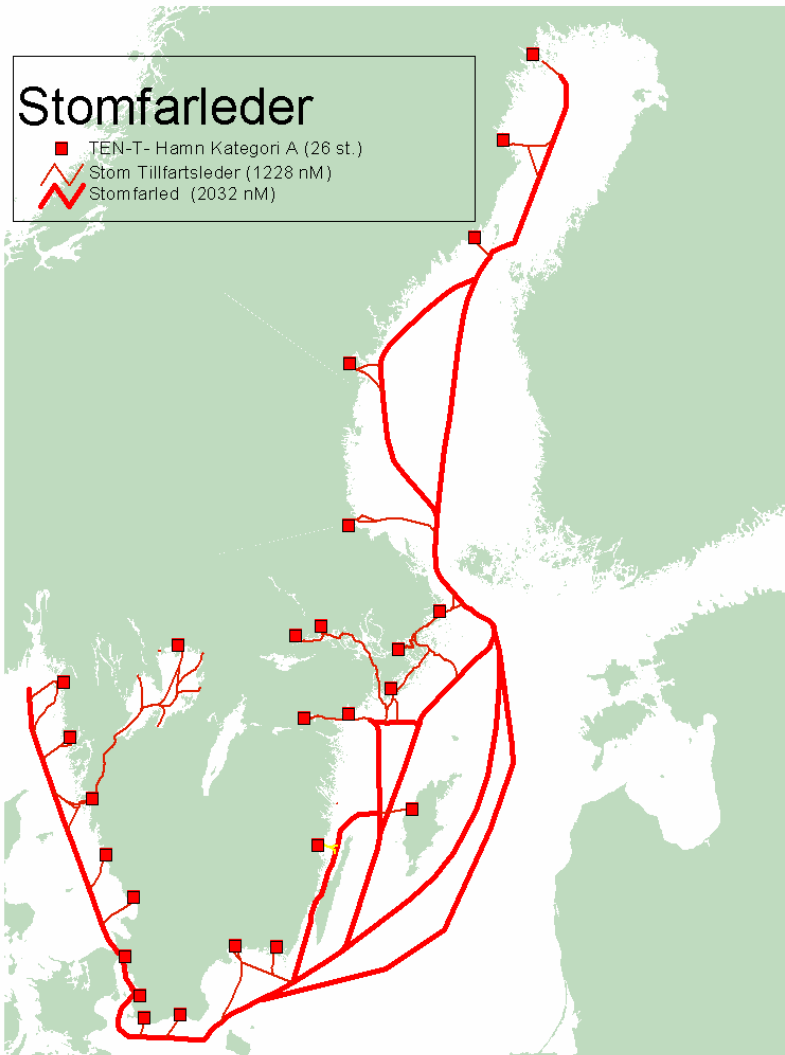 Stomfarleder
TEN-T- Hamn Kategori A (26 st.)
Stom Tillfartsleder (1228 nM)
Stomfarled (2032 nM)